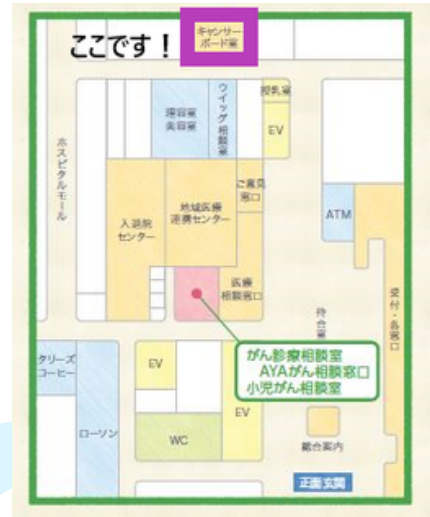 ここです！
キャンサー
ボード室
授乳室
理容室
美容室
ウイッグ相談室
EV
ホスピタルモール
ご意見
窓口
地域医療
連携センター
入退院
センター
ATM
医療
相談窓口
待合室
受付・各窓口
がん診療相談室
AYAがん相談窓口
小児がん相談室
タリーズ
コーヒー
EV
EV
ローソン
WC
総合案内
正面玄関